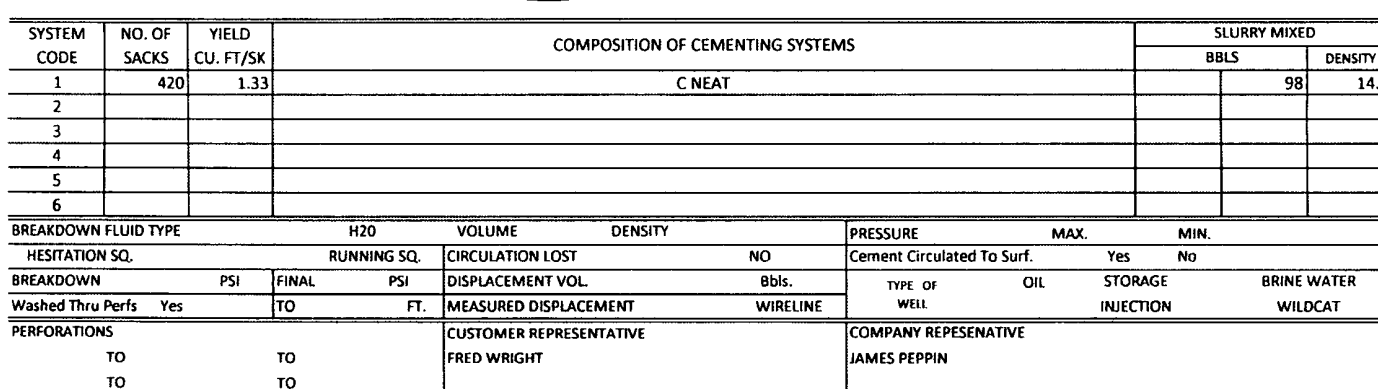 SYSTEM CODE NO. OF SACKS YIELD CU. FT/SK COMPOSITION OF CEMENTING SYSTEMS SLURRY MIXED
BBLS DENSITY
1 420 1.33 C NEAT 98 14.
2
3
4
5
6
BREAKDOWN FLUID TYPE H20 VOLUME DENSITY PRESSURE MAX. MIN.
HESITATION SQ. RUNNING SQ. CIRCULATION LOST NO Cement Circulated To Surf. Yes No
BREAKDOWN PSI FINAL PSI DISPLACEMENT VOL. Bbls. TYPE OF WELL OIL STORAGE BRINE WATER
Washed Thru Perfs Yes TO FT. MEASURED DISPLACEMENT WIRELINE INJECTION WILDCAT
PERFORATIONS CUSTOMER REPRESENTATIVE COMPANY REPESENATIVE
TO TO FRED WRIGHT JAMES PEPPIN
TO TO